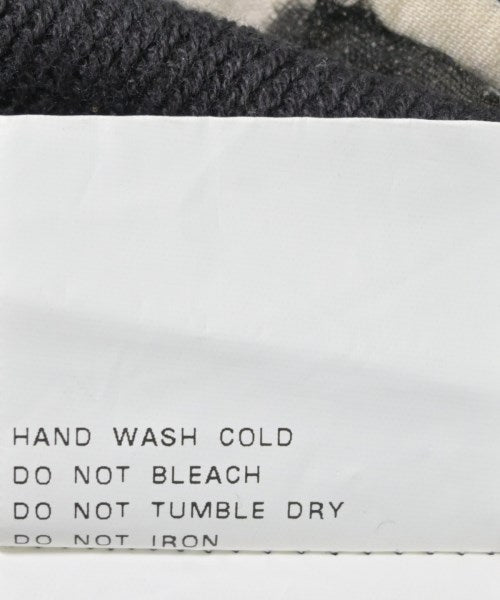 HAND WASH COLD
DO NOT BLEACH
DO NOT TUMBLE DRY
DO NOT IRON